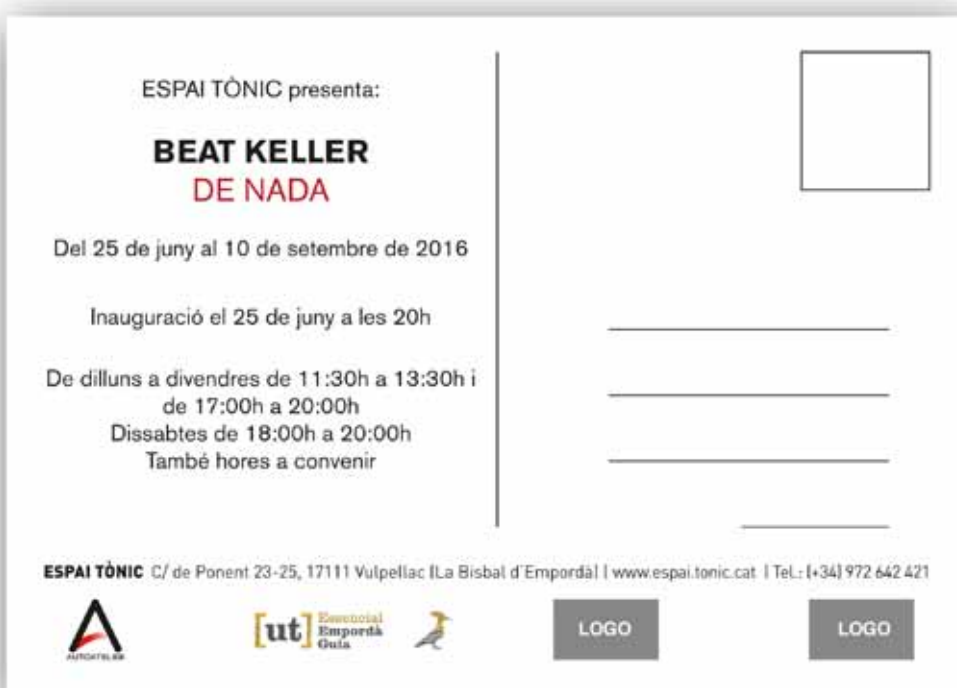 ESPAI TÒNIC presenta:
BEAT KELLER
DE NADA
Del 25 de juny al 10 de setembre de 2016
Inauguració el 25 de juny a les 20h
De dilluns a divendres de 11:30h a 13:30h i
de 17:00h a 20:00h
Dissabtes de 18:00h a 20:00h
També hores a convenir
ESPAI TÒNIC C/ de Ponent 23-25, 17111 Vulpellac (La Bisbal d'Empordà) | www.espai.tonic.cat | Tel.: (+34) 972 642 421
AUTOATELIER
[ut] Essencial
Empordà
Guia
LOGO
LOGO